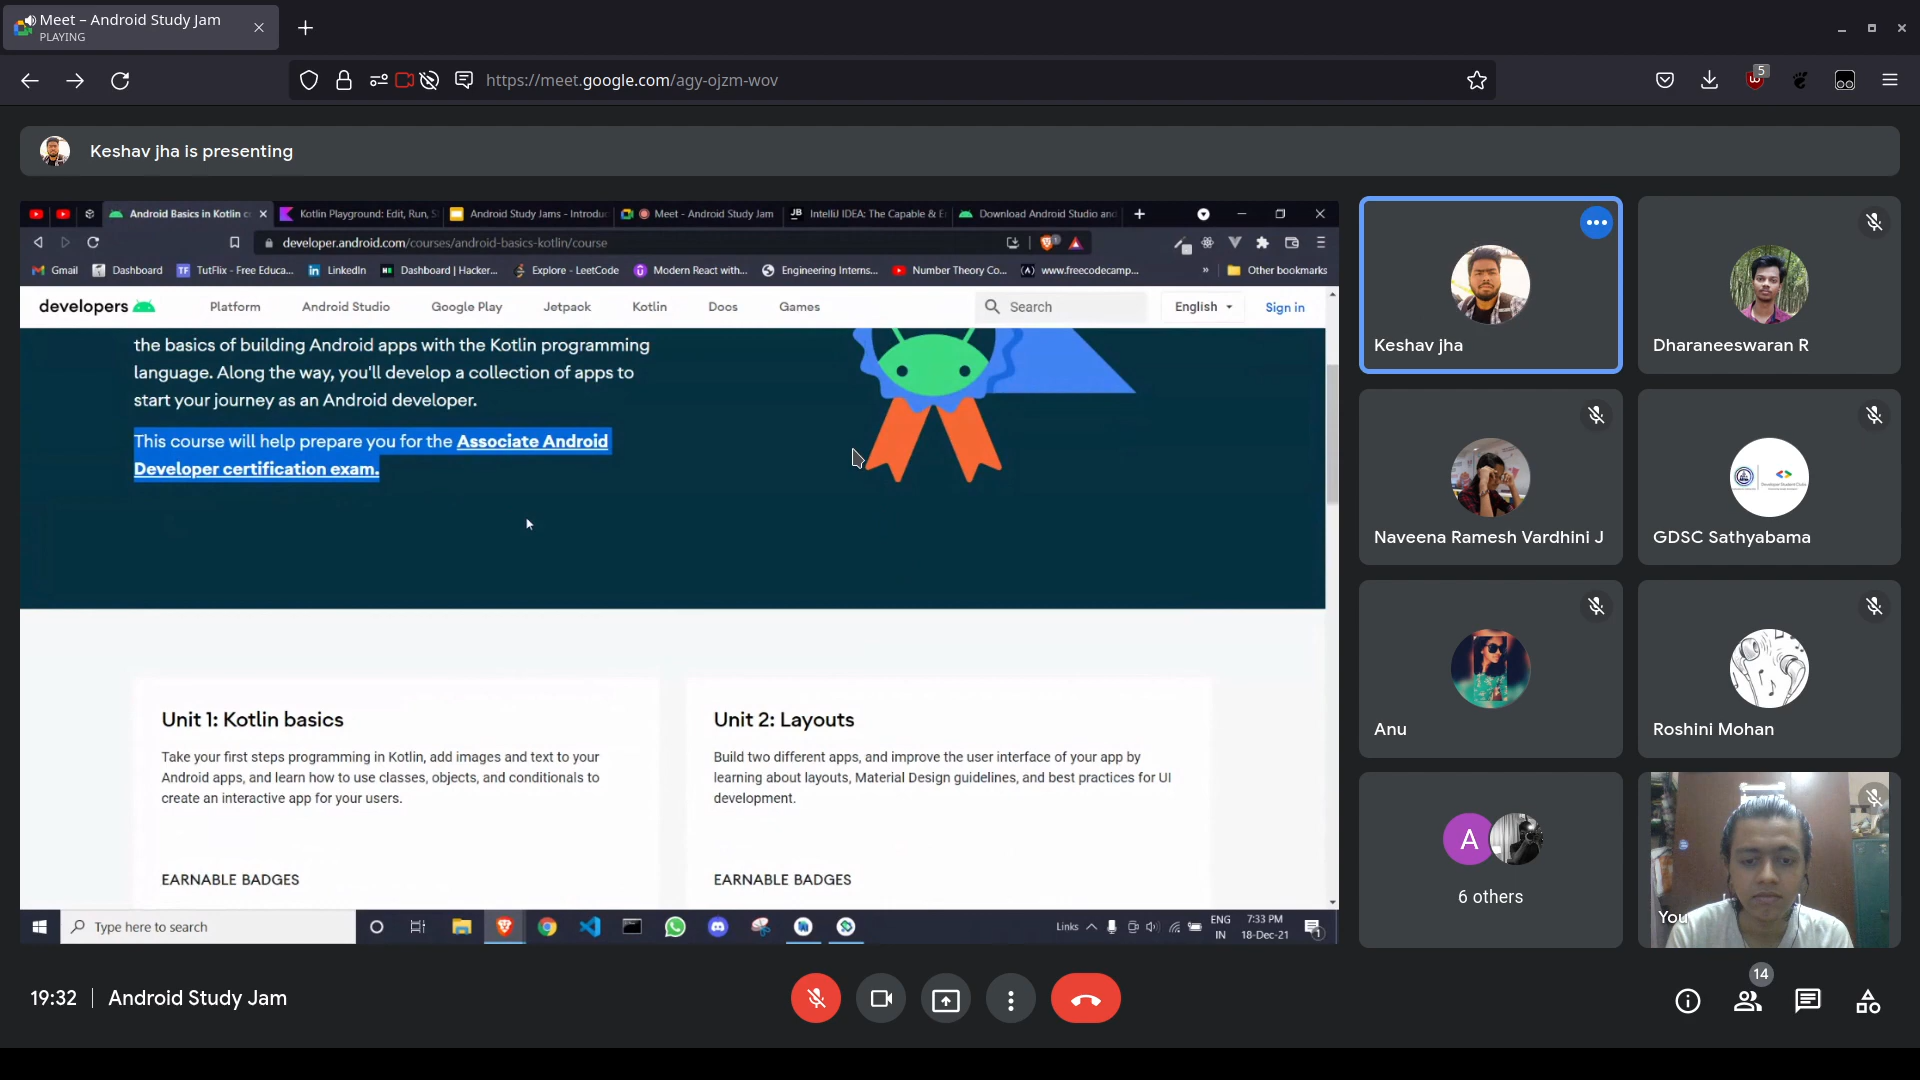 Meet – Android Study Jam
PLAYING
https://meet.google.com/agy-ojzm-wov
5
Keshav jha is presenting
Android Basics in Kotlin c
Kotlin Playground: Edit, Run, S
Android Study Jams - Introdu
Meet - Android Study Jam
IntelliJ IDEA: The Capable & E
Download Android Studio and
developer.android.com/courses/android-basics-kotlin/course
1
Gmail
Dashboard
TutFlix - Free Educa...
LinkedIn
Dashboard | Hacker...
Explore - LeetCode
Modern React with...
Engineering Interns...
Number Theory Co...
www.freecodecamp...
»
Other bookmarks
developers
Platform
Android Studio
Google Play
Jetpack
Kotlin
Docs
Games
Search
English
Sign in
the basics of building Android apps with the Kotlin programming
language. Along the way, you'll develop a collection of apps to
start your journey as an Android developer.
This course will help prepare you for the Associate Android
Developer certification exam.
Unit 1: Kotlin basics
Take your first steps programming in Kotlin, add images and text to your
Android apps, and learn how to use classes, objects, and conditionals to
create an interactive app for your users.
EARNABLE BADGES
Unit 2: Layouts
Build two different apps, and improve the user interface of your app by
learning about layouts, Material Design guidelines, and best practices for UI
development.
EARNABLE BADGES
Type here to search
Links
ENG
IN
7:33 PM
18-Dec-21
1
Keshav jha
Dharaneeswaran R
Naveena Ramesh Vardhini J
GDSC Sathyabama
Anu
Roshini Mohan
A
6 others
You
19:32 | Android Study Jam
14